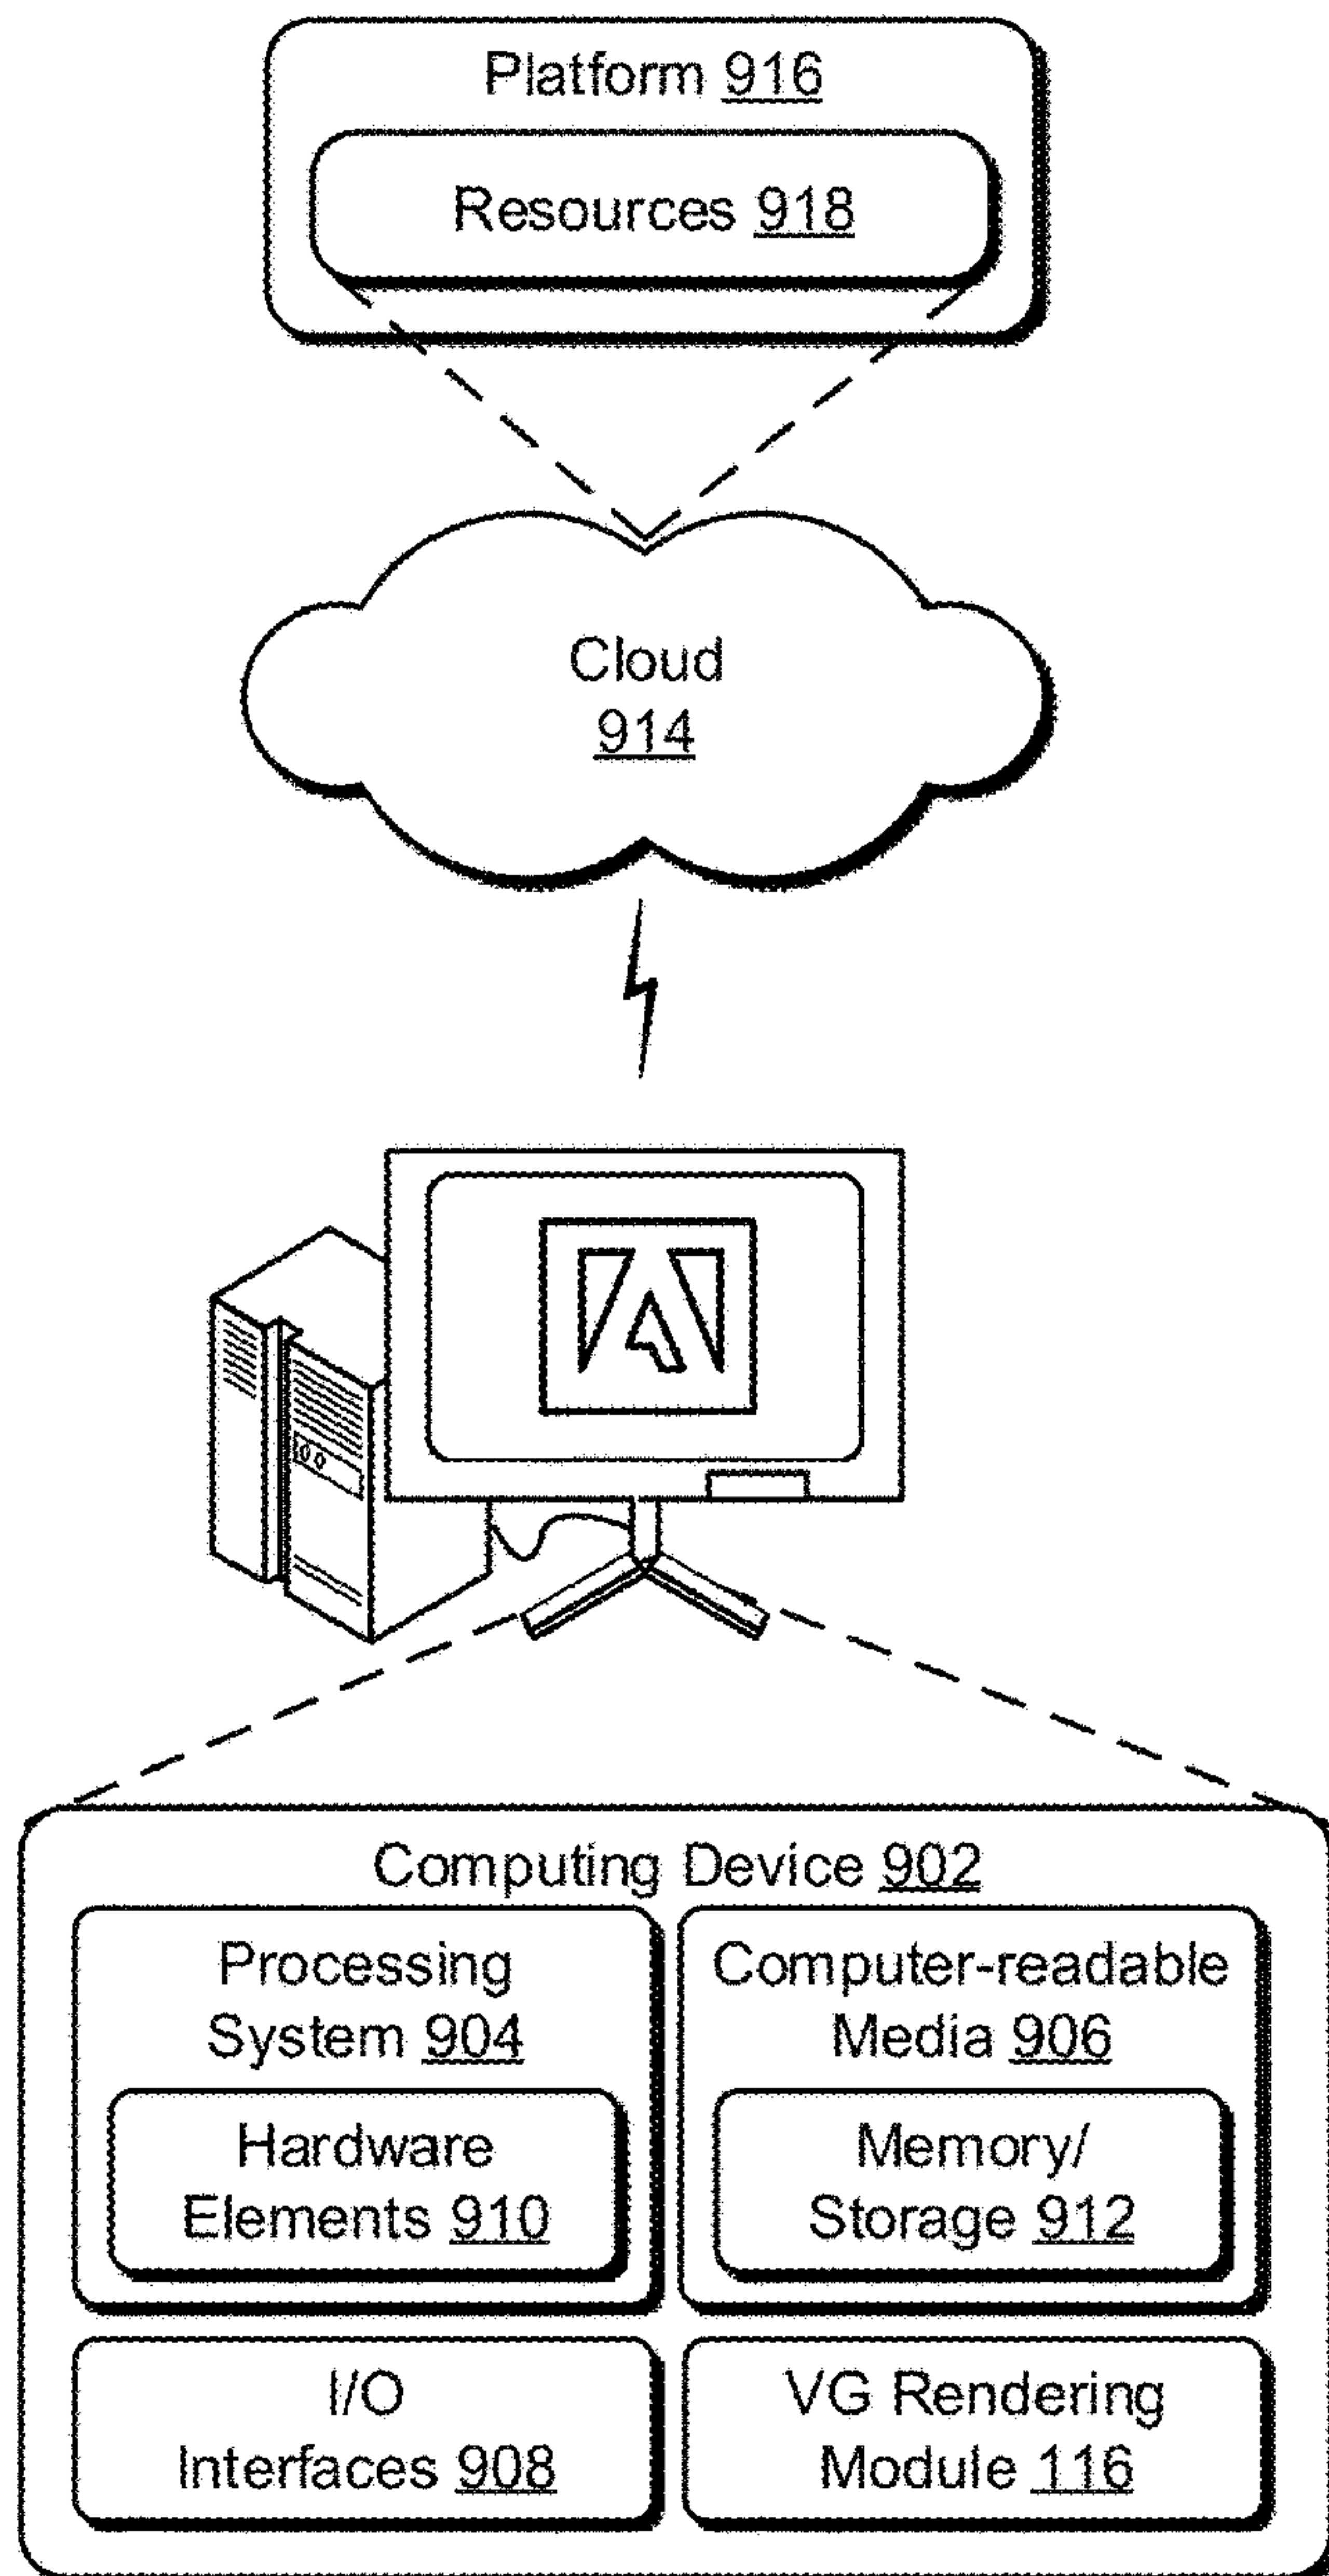 Platform 916
Resources 918
Cloud
914
Computing Device 902
Processing
System 904
Hardware
Elements 910
Computer-readable
Media 906
Memory/
Storage 912
I/O
Interfaces 908
VG Rendering
Module 116